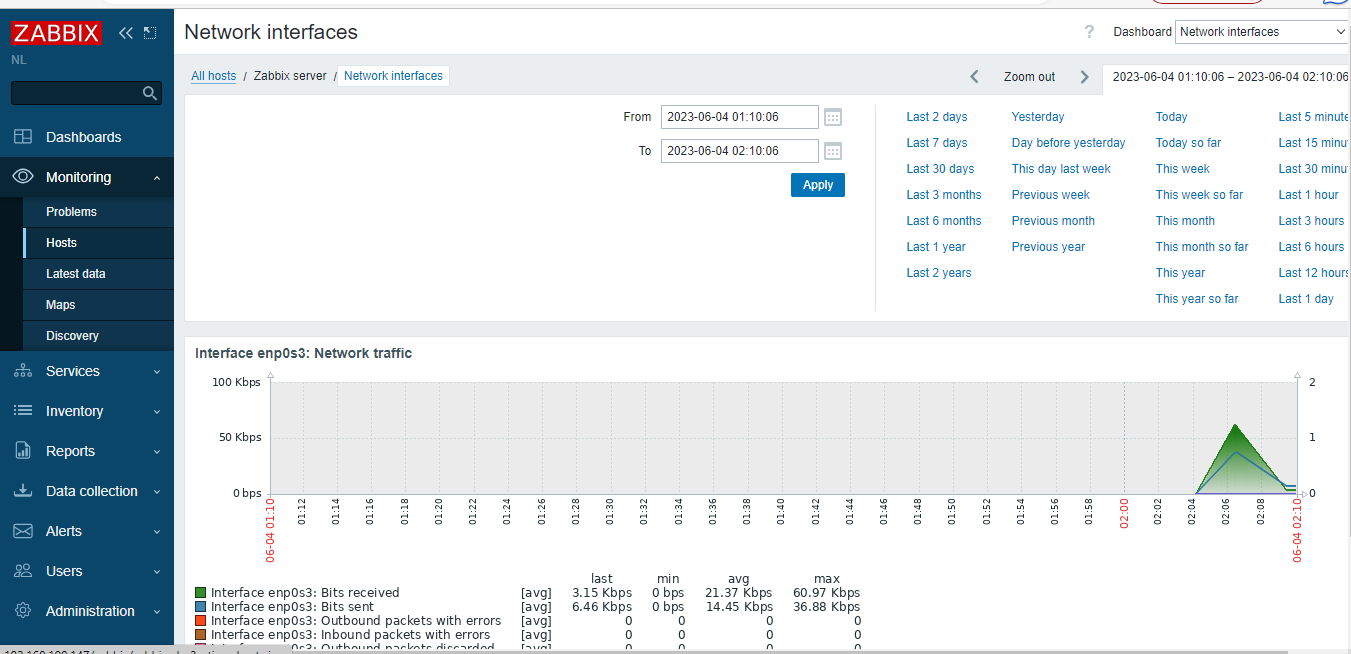 ZABBIX
NL
Dashboards
Monitoring
Problems
Hosts
Latest data
Maps
Discovery
Services
Inventory
Reports
Data collection
Alerts
Users
Administration
Network interfaces
? Dashboard Network interfaces
All hosts / Zabbix server / Network interfaces
Zoom out
2023-06-04 01:10:06 – 2023-06-04 02:10:06
From 2023-06-04 01:10:06
To 2023-06-04 02:10:06
Apply
Last 2 days Yesterday Today Last 5 minute
Last 7 days Day before yesterday Today so far Last 15 minu
Last 30 days This day last week This week Last 30 minu
Last 3 months Previous week This week so far Last 1 hour
Last 6 months Previous month This month Last 3 hours
Last 1 year Previous year This month so far Last 6 hours
Last 2 years This year Last 12 hours
This year so far Last 1 day
Interface enp0s3: Network traffic
100 Kbps 2
50 Kbps 1
0 bps 0
06-04 01:10 01:12 01:14 01:16 01:18 01:20 01:22 01:24 01:26 01:28 01:30 01:32 01:34 01:36 01:38 01:40 01:42 01:44 01:46 01:48 01:50 01:52 01:54 01:56 01:58 02:00 02:02 02:04 02:06 02:08 06-04 02:10
last min avg max
Interface enp0s3: Bits received [avg] 3.15 Kbps 0 bps 21.37 Kbps 60.97 Kbps
Interface enp0s3: Bits sent [avg] 6.46 Kbps 0 bps 14.45 Kbps 36.88 Kbps
Interface enp0s3: Outbound packets with errors [avg] 0 0 0 0
Interface enp0s3: Inbound packets with errors [avg] 0 0 0 0
Interface enp0s3: Outbound packets discarded [avg] 0 0 0 0